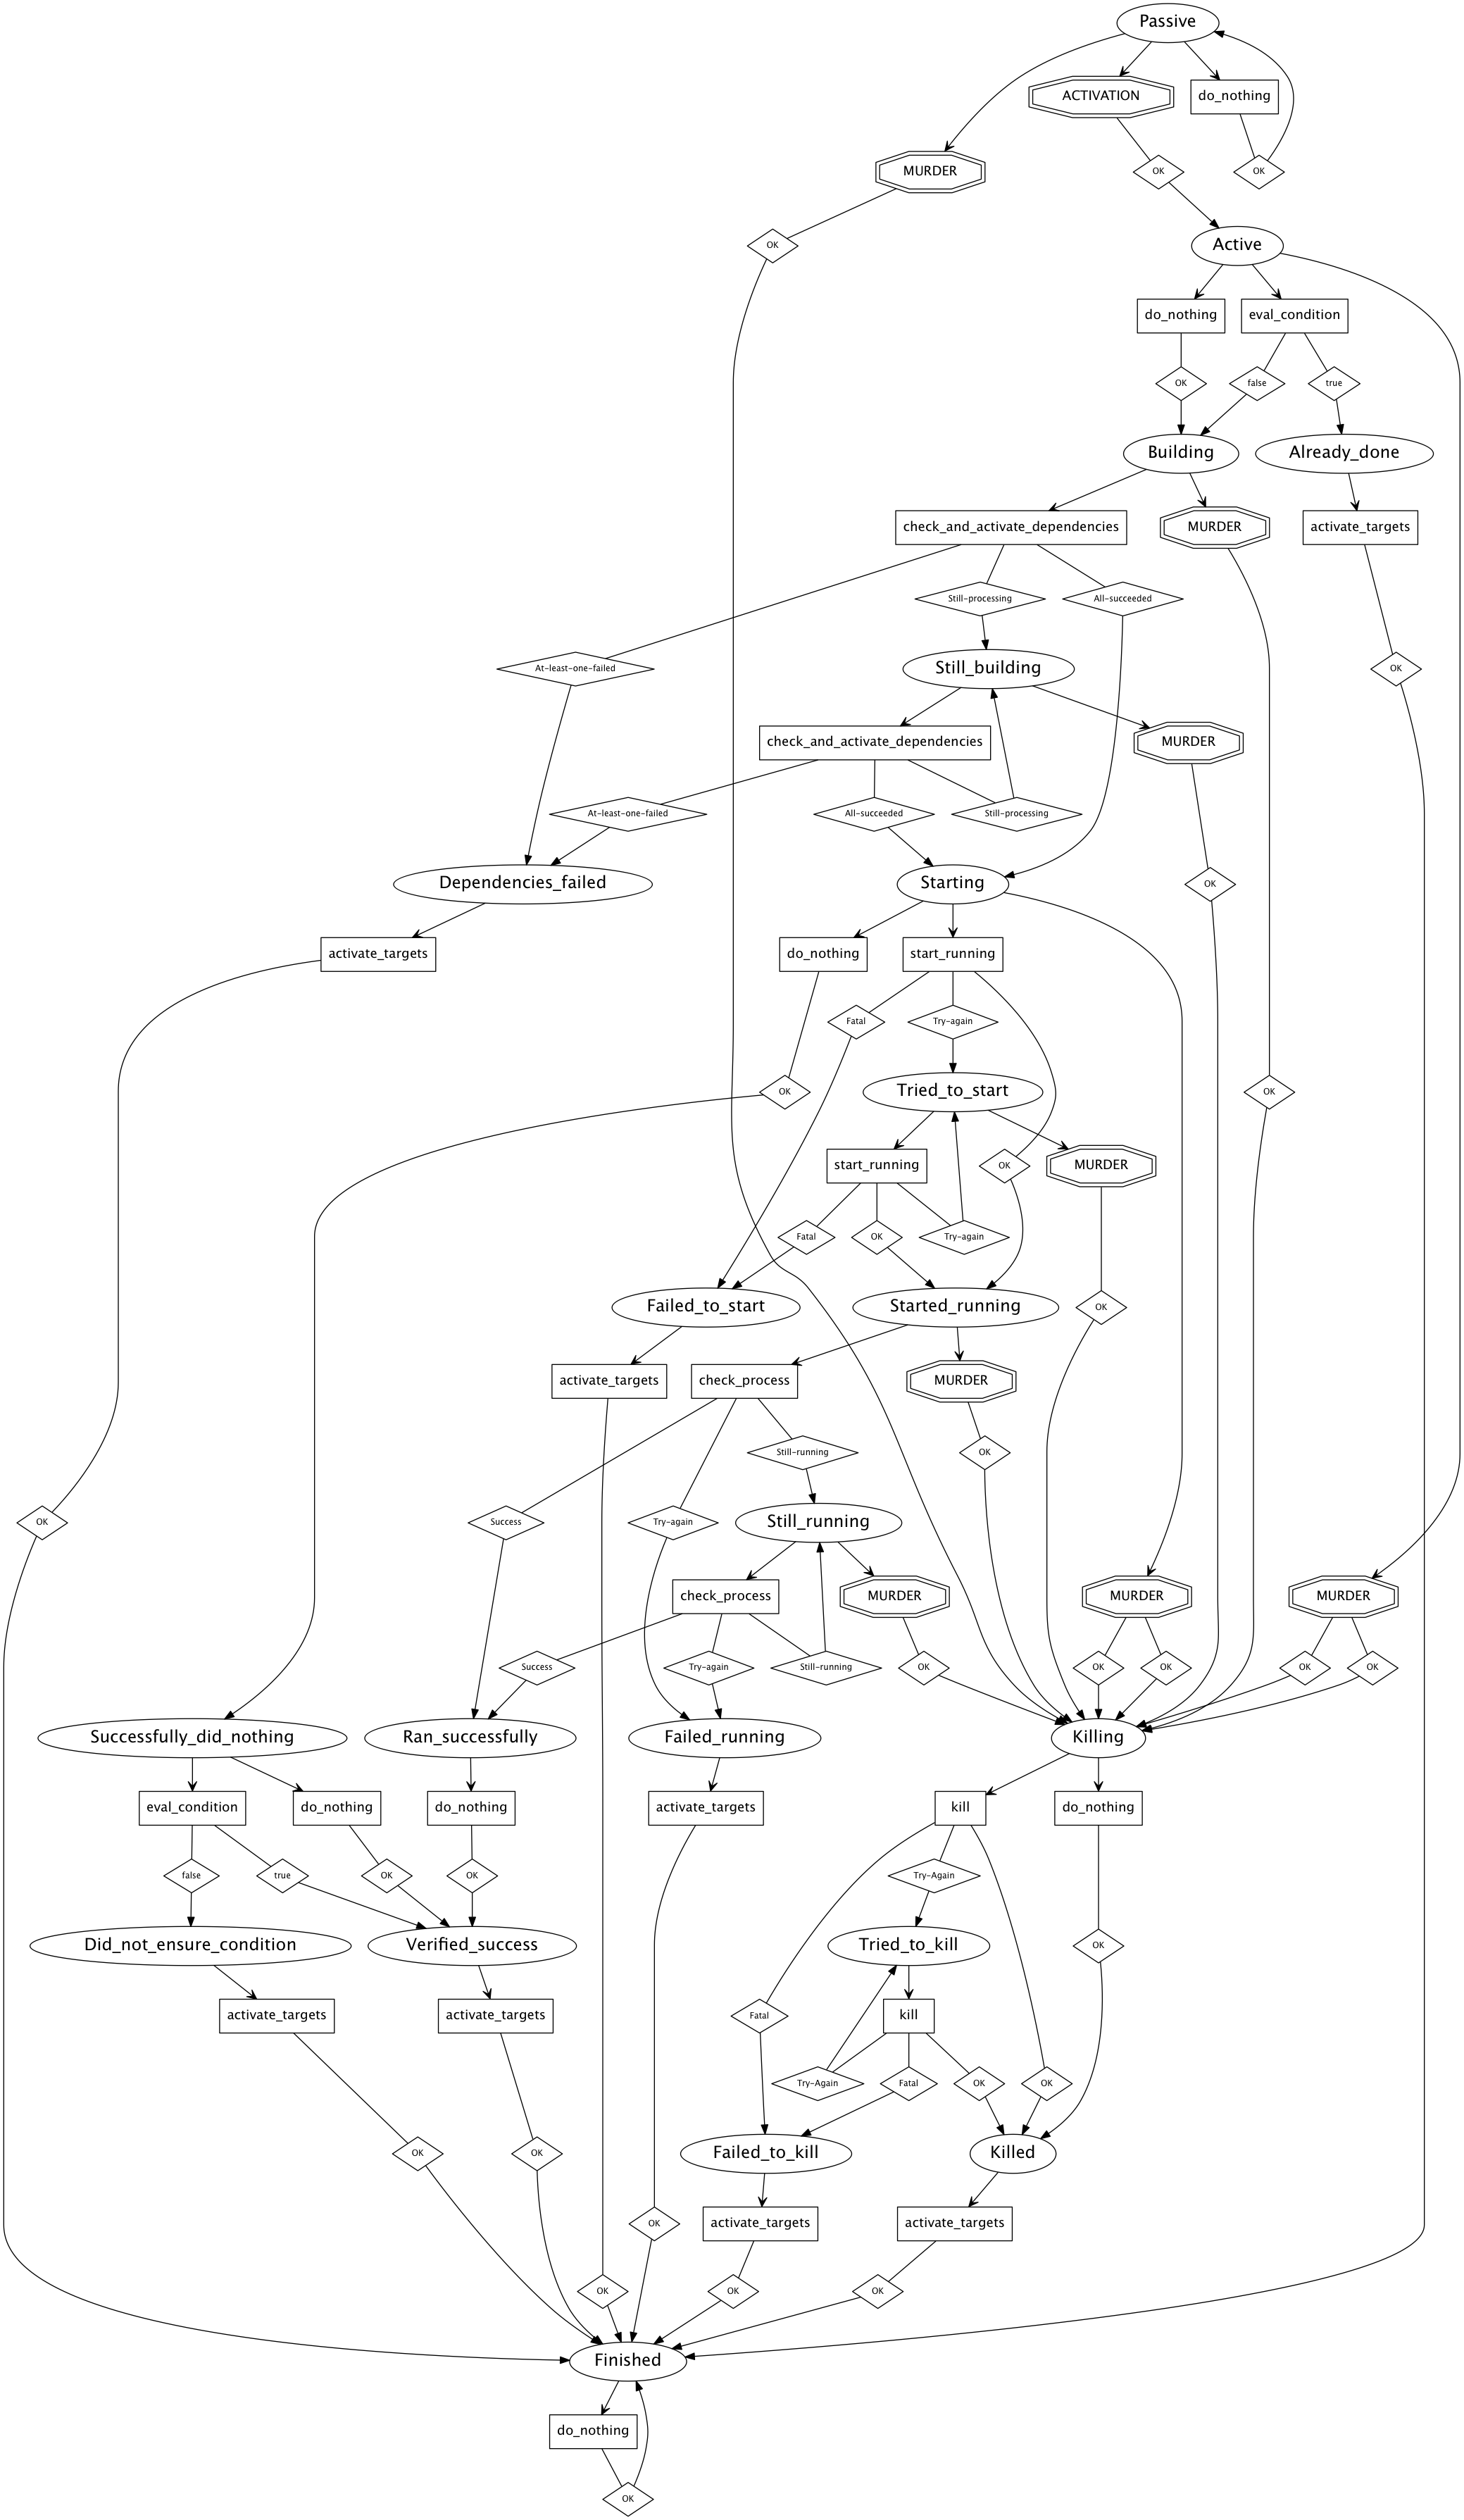 Passive
ACTIVATION
do_nothing
MURDER
OK
OK
OK
Active
do_nothing
eval_condition
OK
false
true
Building
Already_done
check_and_activate_dependencies
MURDER
activate_targets
Still-processing
All-succeeded
At-least-one-failed
Still_building
OK
check_and_activate_dependencies
MURDER
At-least-one-failed
All-succeeded
Still-processing
Dependencies_failed
Starting
OK
activate_targets
do_nothing
start_running
Fatal
Try-again
OK
Tried_to_start
OK
start_running
OK
MURDER
Fatal
OK
Try-again
Failed_to_start
Started_running
OK
activate_targets
check_process
MURDER
Still-running
OK
OK
Success
Try-again
Still_running
check_process
MURDER
MURDER
MURDER
Success
Try-again
Still-running
OK
OK
OK
OK
OK
Successfully_did_nothing
Ran_successfully
Failed_running
Killing
eval_condition
do_nothing
do_nothing
activate_targets
kill
do_nothing
false
true
OK
OK
Try-Again
Did_not_ensure_condition
Verified_success
Tried_to_kill
OK
activate_targets
activate_targets
Fatal
kill
Try-Again
Fatal
OK
OK
OK
OK
Failed_to_kill
Killed
OK
activate_targets
activate_targets
OK
OK
OK
Finished
do_nothing
OK